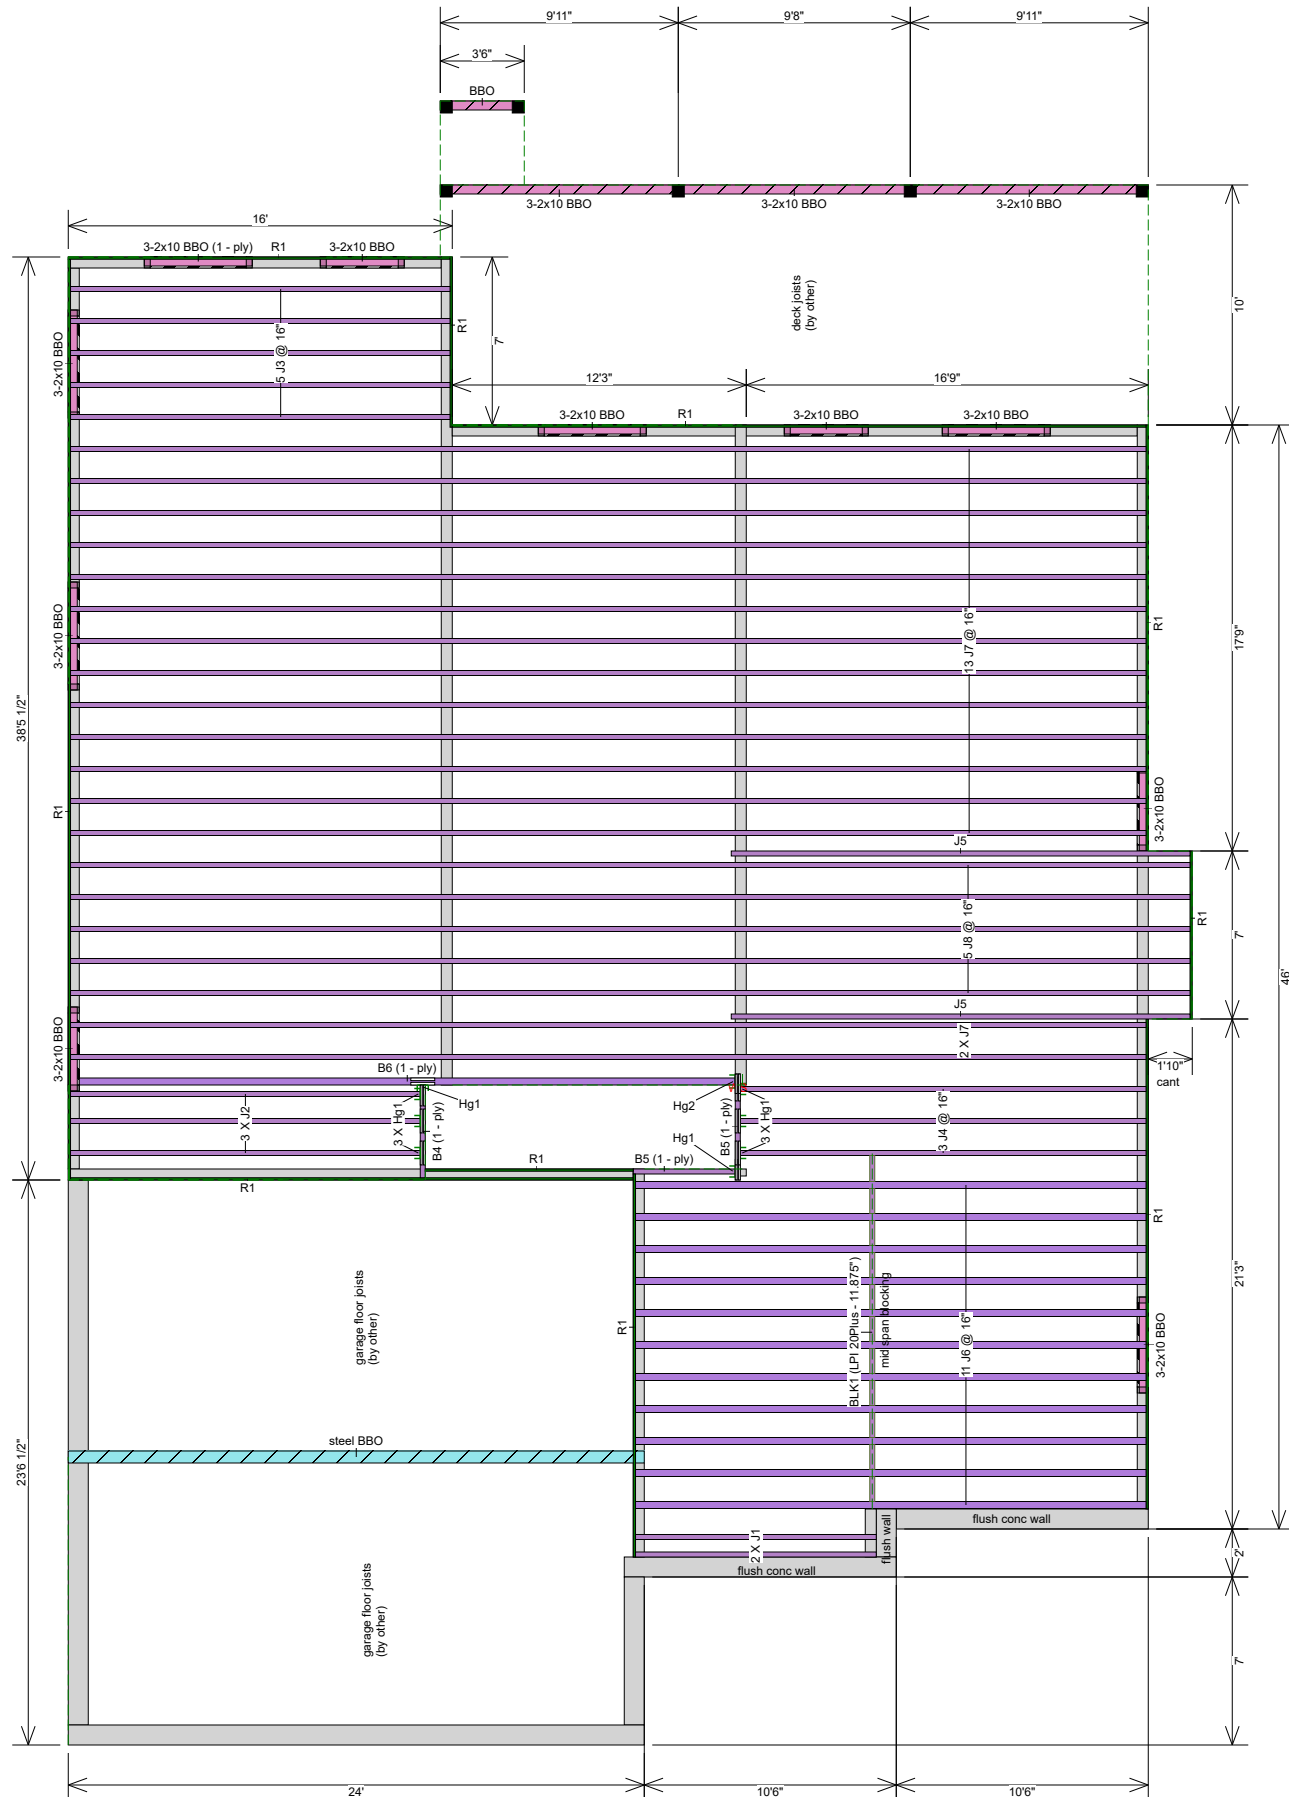 9'11"
9'8"
9'11"
3'6"
BBO
3-2x10 BBO
3-2x10 BBO
3-2x10 BBO
16'
3-2x10 BBO (1 - ply)
R1
3-2x10 BBO
deck joists
(by other)
10'
R1
7'
5 J3 @ 16"
3-2x10 BBO
12'3"
16'9"
3-2x10 BBO
R1
3-2x10 BBO
3-2x10 BBO
13 J7 @ 16"
R1
17'9"
3-2x10 BBO
38'5 1/2"
R1
3-2x10 BBO
J5
5 J8 @ 16"
R1
7'
46'
J5
2 X J7
3-2x10 BBO
1'10"
cant
B6 (1 - ply)
Hg1
Hg2
3 X J2
3 X Hg1
B4 (1 - ply)
B5 (1 - ply)
3 X Hg1
3 J4 @ 16"
Hg1
R1
B5 (1 - ply)
R1
R1
21'3"
garage floor joists
(by other)
R1
BLK1 (LPI 20Plus - 11.875")
mid span blocking
11 J6 @ 16"
3-2x10 BBO
steel BBO
23'6 1/2"
flush conc wall
flush wall
2 X J1
flush conc wall
2'
garage floor joists
(by other)
7'
24'
10'6"
10'6"